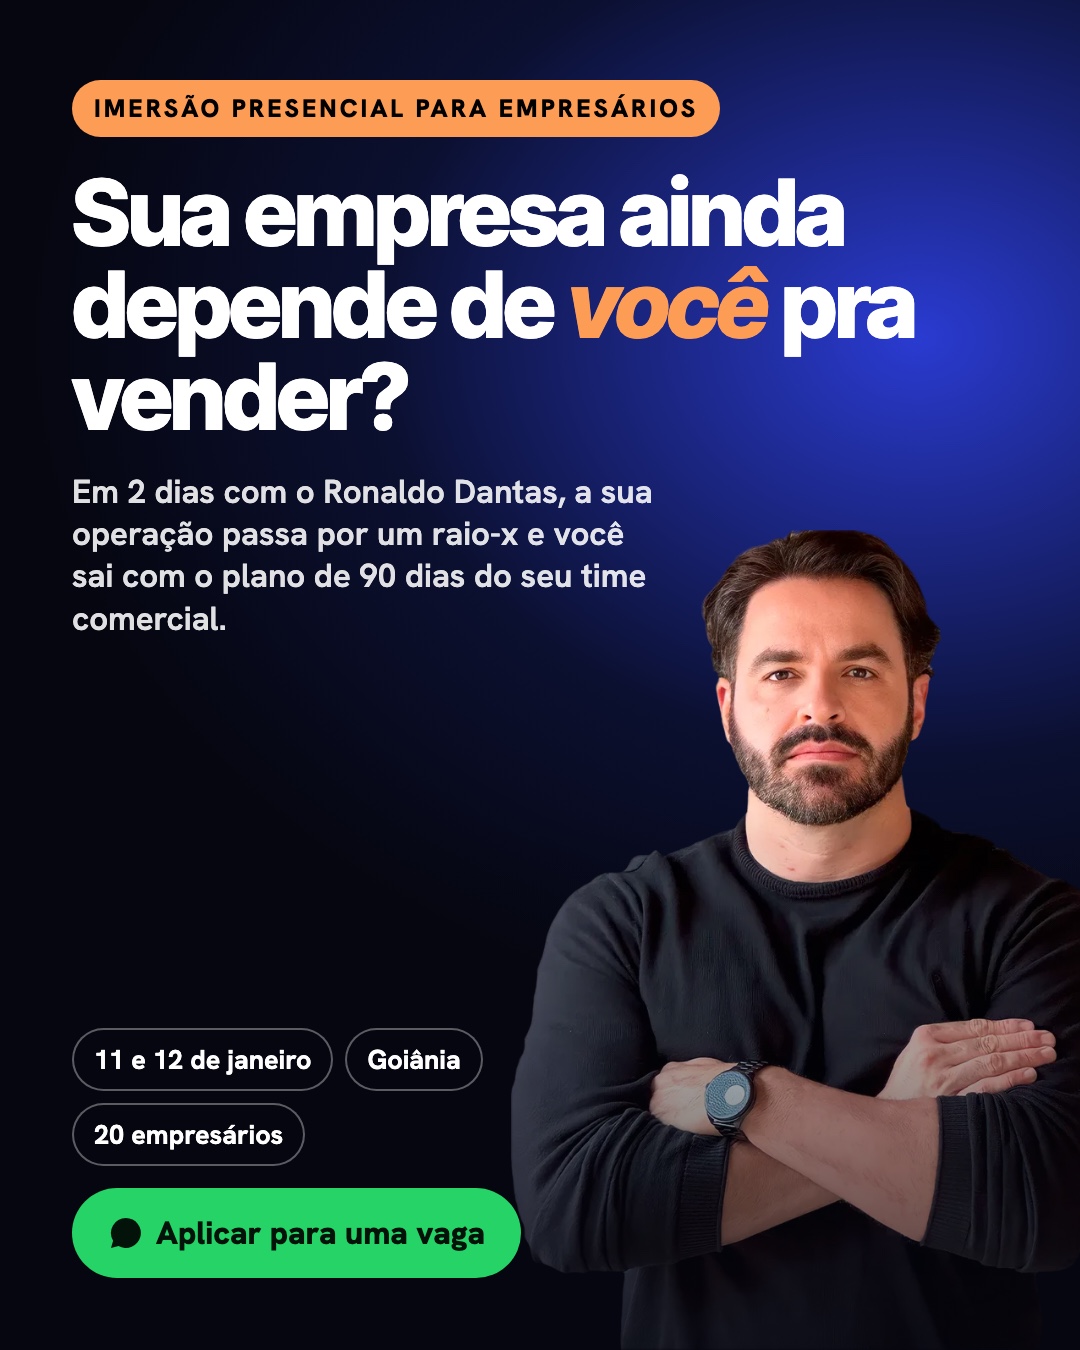 IMERSÃO PRESENCIAL PARA EMPRESÁRIOS
Sua empresa ainda
depende de você pra
vender?
Em 2 dias com o Ronaldo Dantas, a sua
operação passa por um raio-x e você
sai com o plano de 90 dias do seu time
comercial.
11 e 12 de janeiro
Goiânia
20 empresários
Aplicar para uma vaga